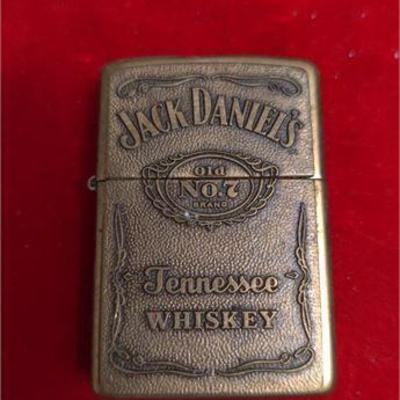 JACK DANIEL'S
Old
NO.7
BRAND
Tennessee
WHISKEY